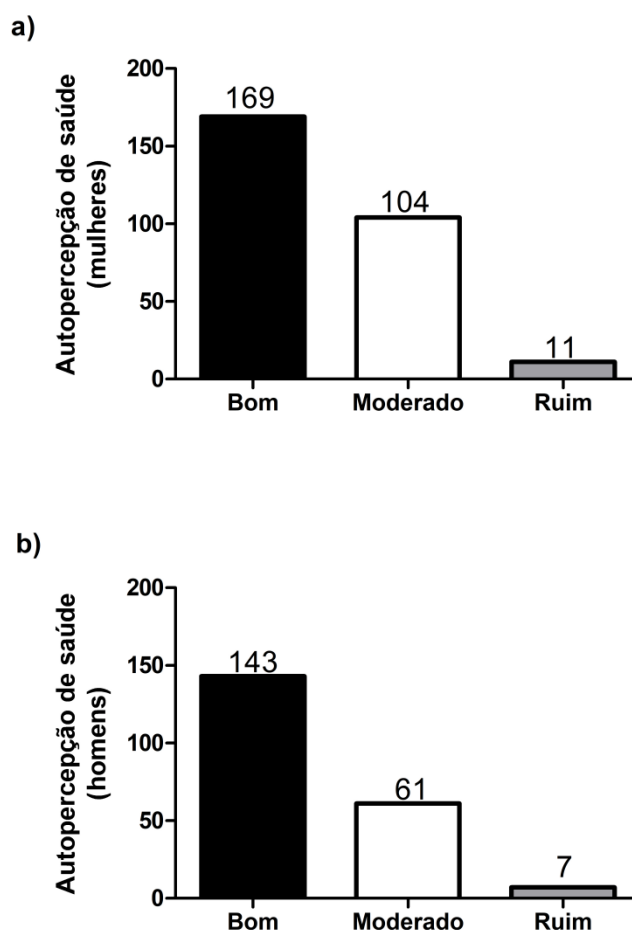 a)
Autopercepção de saúde
(mulheres)
200
150
100
50
0
169
104
11
Bom
Moderado
Ruim
b)
Autopercepção de saúde
(homens)
200
150
100
50
0
143
61
7
Bom
Moderado
Ruim